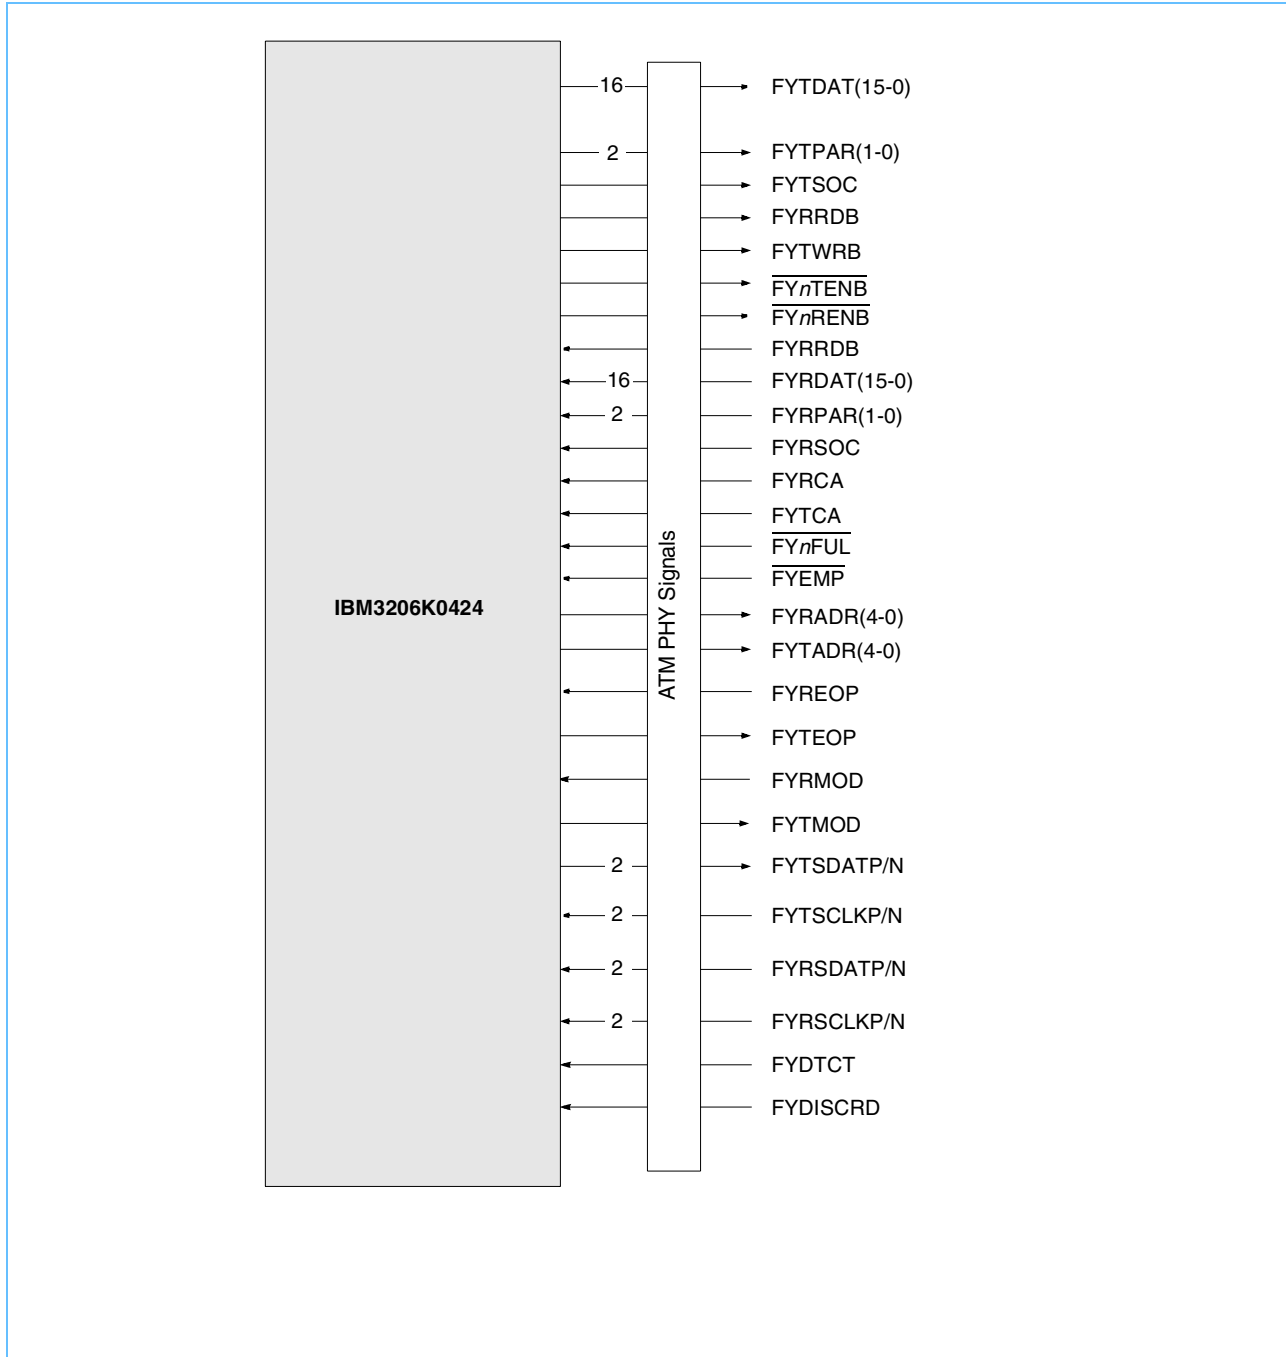 16 FYTDAT(15-0)
2 FYTPAR(1-0)
FYTSOC
FYRRDB
FYTWRB
FYnTENB
FYnRENB
FYRRDB
16 FYRDAT(15-0)
2 FYRPAR(1-0)
FYRSOC
FYRCA
FYTCA
FYnFUL
FYEMP
IBM3206K0424
ATM PHY Signals
FYRADR(4-0)
FYTADR(4-0)
FYREOP
FYTEOP
FYRMOD
FYTMOD
2 FYTSDATP/N
2 FYTSCLKP/N
2 FYRSDATP/N
2 FYRSCLKP/N
FYDTCT
FYDISCRD